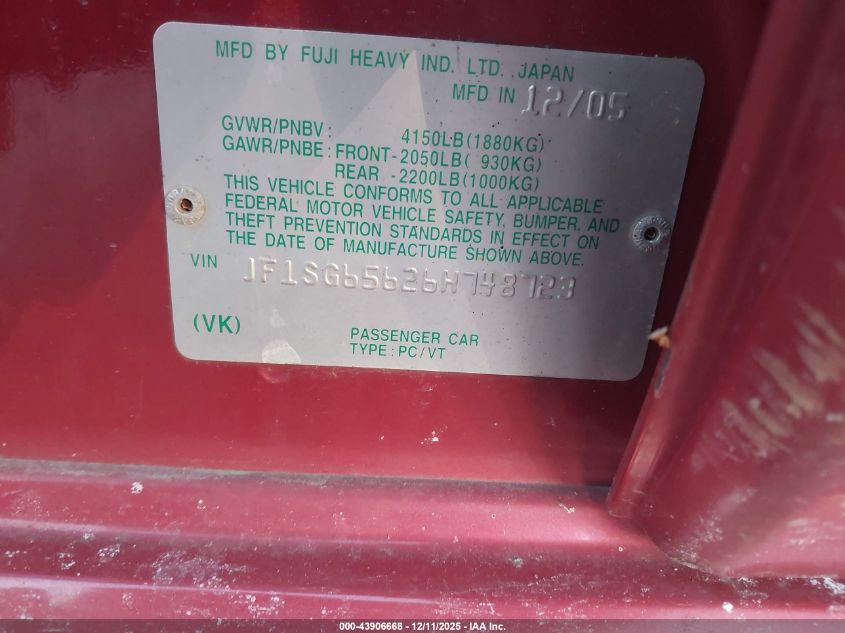 MFD BY FUJI HEAVY IND. LTD. JAPAN
MFD IN 12/05
GVWR/PNBV: 4150LB(1880KG)
GAWR/PNBE: FRONT-2050LB( 930KG)
REAR -2200LB(1000KG)
THIS VEHICLE CONFORMS TO ALL APPLICABLE
FEDERAL MOTOR VEHICLE SAFETY, BUMPER, AND
THEFT PREVENTION STANDARDS IN EFFECT ON
THE DATE OF MANUFACTURE SHOWN ABOVE.
VIN JF1SG65626H748723
(VK)
PASSENGER CAR
TYPE: PC/VT
000-43906668 - 12/11/2025 - IAA Inc.